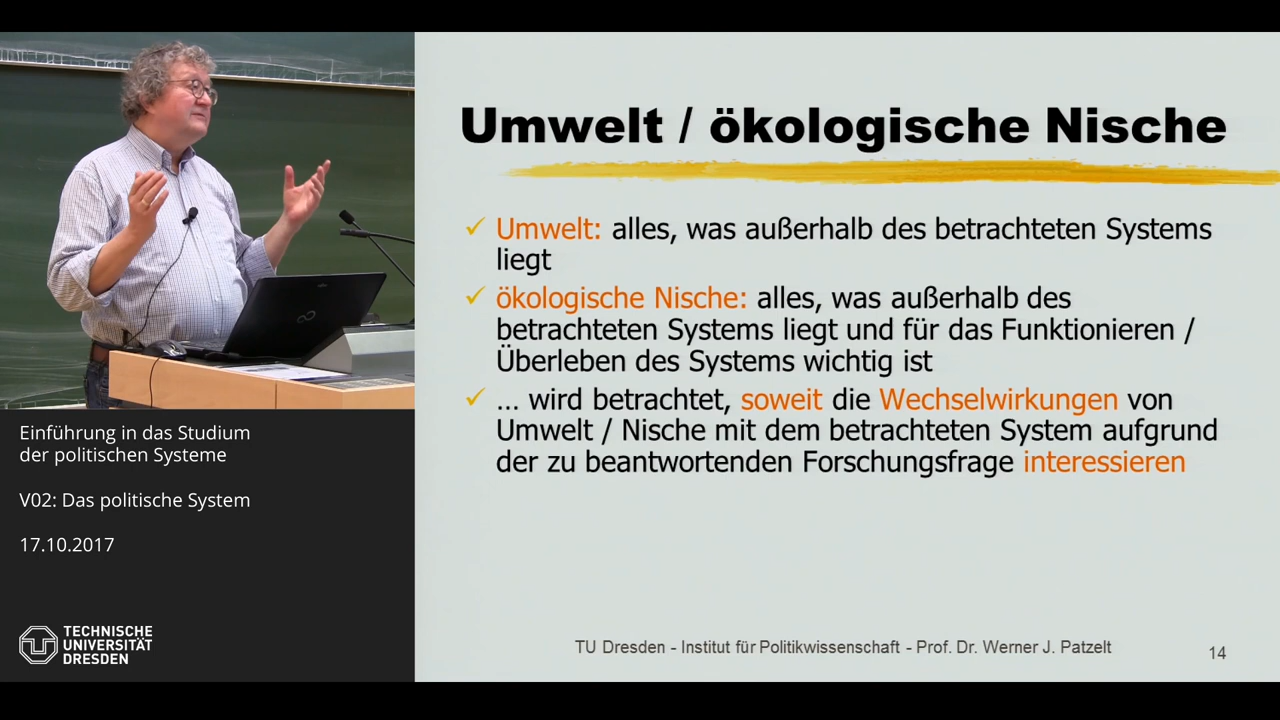 Umwelt / ökologische Nische
✓ Umwelt: alles, was außerhalb des betrachteten Systems
liegt
✓ ökologische Nische: alles, was außerhalb des
betrachteten Systems liegt und für das Funktionieren /
Überleben des Systems wichtig ist
✓ ... wird betrachtet, soweit die Wechselwirkungen von
Umwelt / Nische mit dem betrachteten System aufgrund
der zu beantwortenden Forschungsfrage interessieren
TU Dresden - Institut für Politikwissenschaft - Prof. Dr. Werner J. Patzelt
14
Einführung in das Studium
der politischen Systeme
V02: Das politische System
17.10.2017
TECHNISCHE
UNIVERSITÄT
DRESDEN